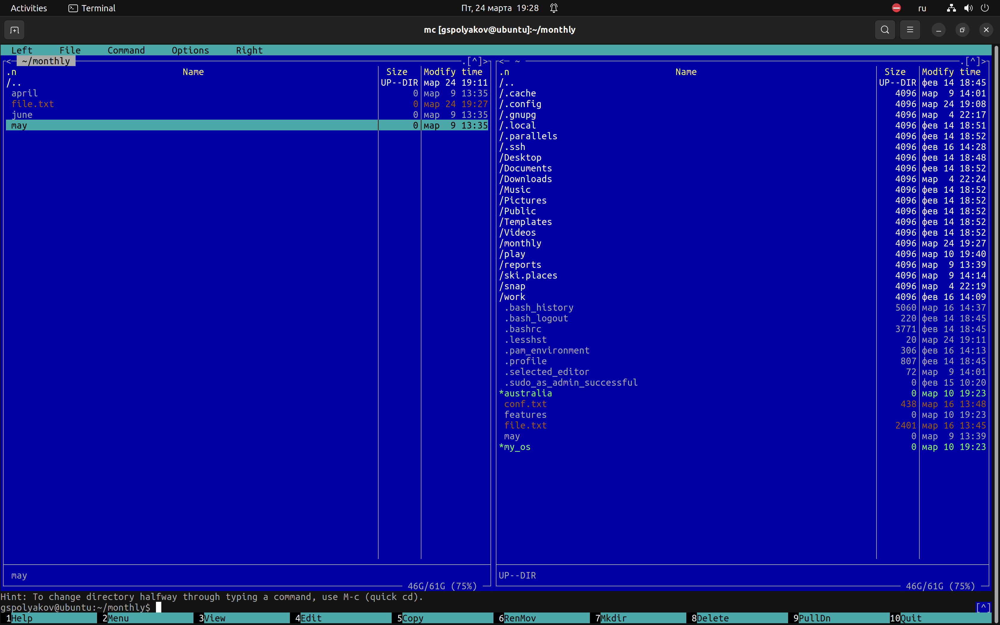 Activities Terminal Пт, 24 марта 19:28 ru
mc [gspolyakov@ubuntu]:~/monthly
Left File Command Options Right
<─ ~/monthly .[^]> <─ ~ .[^]>
.n Name Size Modify time .n Name Size Modify time
/.. UP--DIR мар 24 19:11 /.. UP--DIR фев 14 18:45
april 0 мар 9 13:35 /.cache 4096 мар 9 14:01
file.txt 0 мар 24 19:27 /.config 4096 мар 24 19:08
june 0 мар 9 13:35 /.gnupg 4096 мар 4 22:17
may 0 мар 9 13:35 /.local 4096 фев 14 18:51
/.parallels 4096 фев 14 18:52
/.ssh 4096 фев 16 14:28
/Desktop 4096 фев 14 18:48
/Documents 4096 фев 14 18:52
/Downloads 4096 мар 4 22:24
/Music 4096 фев 14 18:52
/Pictures 4096 фев 14 18:52
/Public 4096 фев 14 18:52
/Templates 4096 фев 14 18:52
/Videos 4096 фев 14 18:52
/monthly 4096 мар 24 19:27
/play 4096 мар 10 19:40
/reports 4096 мар 9 13:39
/ski.places 4096 мар 9 14:14
/snap 4096 мар 4 22:19
/work 4096 фев 16 14:09
.bash_history 5060 мар 16 14:37
.bash_logout 220 фев 14 18:45
.bashrc 3771 фев 14 18:45
.lesshst 20 мар 24 19:11
.pam_environment 306 фев 16 14:13
.profile 807 фев 14 18:45
.selected_editor 72 мар 9 14:01
.sudo_as_admin_successful 0 фев 15 10:20
*australia 0 мар 10 19:23
conf.txt 438 мар 16 13:48
features 0 мар 10 19:23
file.txt 2401 мар 16 13:45
may 0 мар 9 13:39
*my_os 0 мар 10 19:23
may UP--DIR
46G/61G (75%) 46G/61G (75%)
Hint: To change directory halfway through typing a command, use M-c (quick cd).
gspolyakov@ubuntu:~/monthly$ [^]
1Help 2Menu 3View 4Edit 5Copy 6RenMov 7Mkdir 8Delete 9PullDn 10Quit